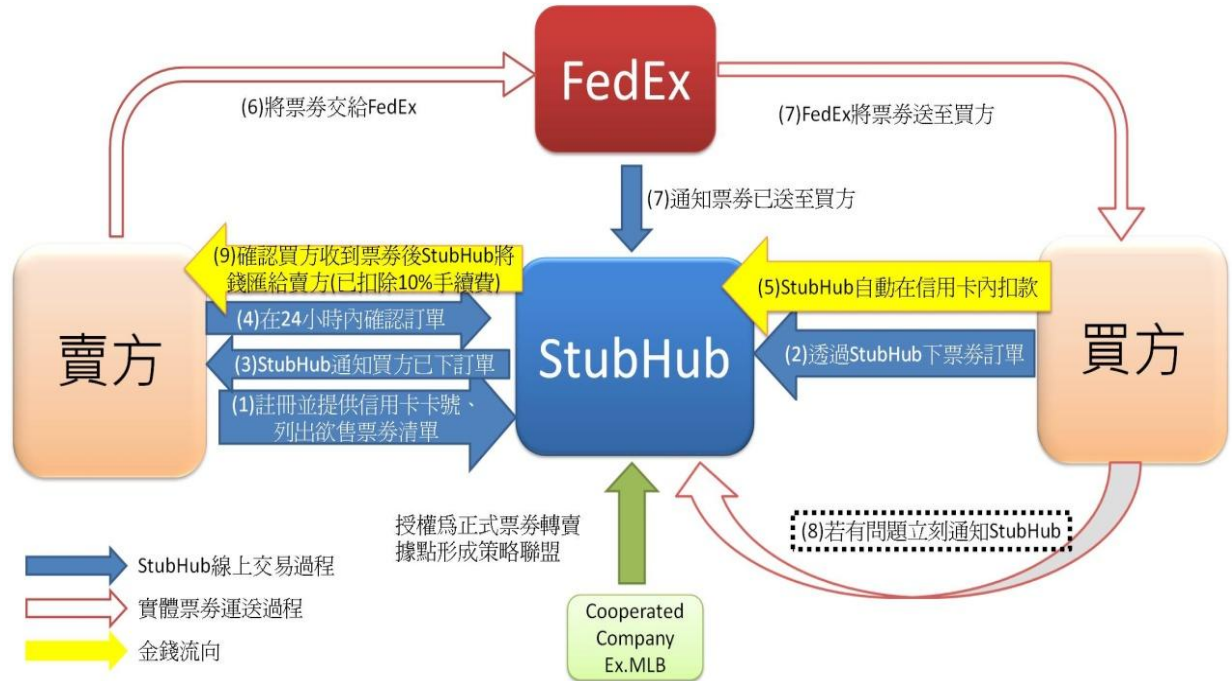 FedEx
(6)將票券交給FedEx
(7)FedEx將票券送至買方
(7)通知票券已送至買方
(9)確認買方收到票券後StubHub將
錢匯給賣方(已扣除10%手續費)
(5)StubHub自動在信用卡內扣款
賣方
(4)在24小時內確認訂單
StubHub
(2)透過StubHub下票券訂單
買方
(3)StubHub通知買方已下訂單
(1)註冊並提供信用卡卡號、
列出欲售票券清單
授權為正式票券轉賣
據點形成策略聯盟
(8)若有問題立刻通知StubHub
StubHub線上交易過程
實體票券運送過程
金錢流向
Cooperated
Company
Ex.MLB